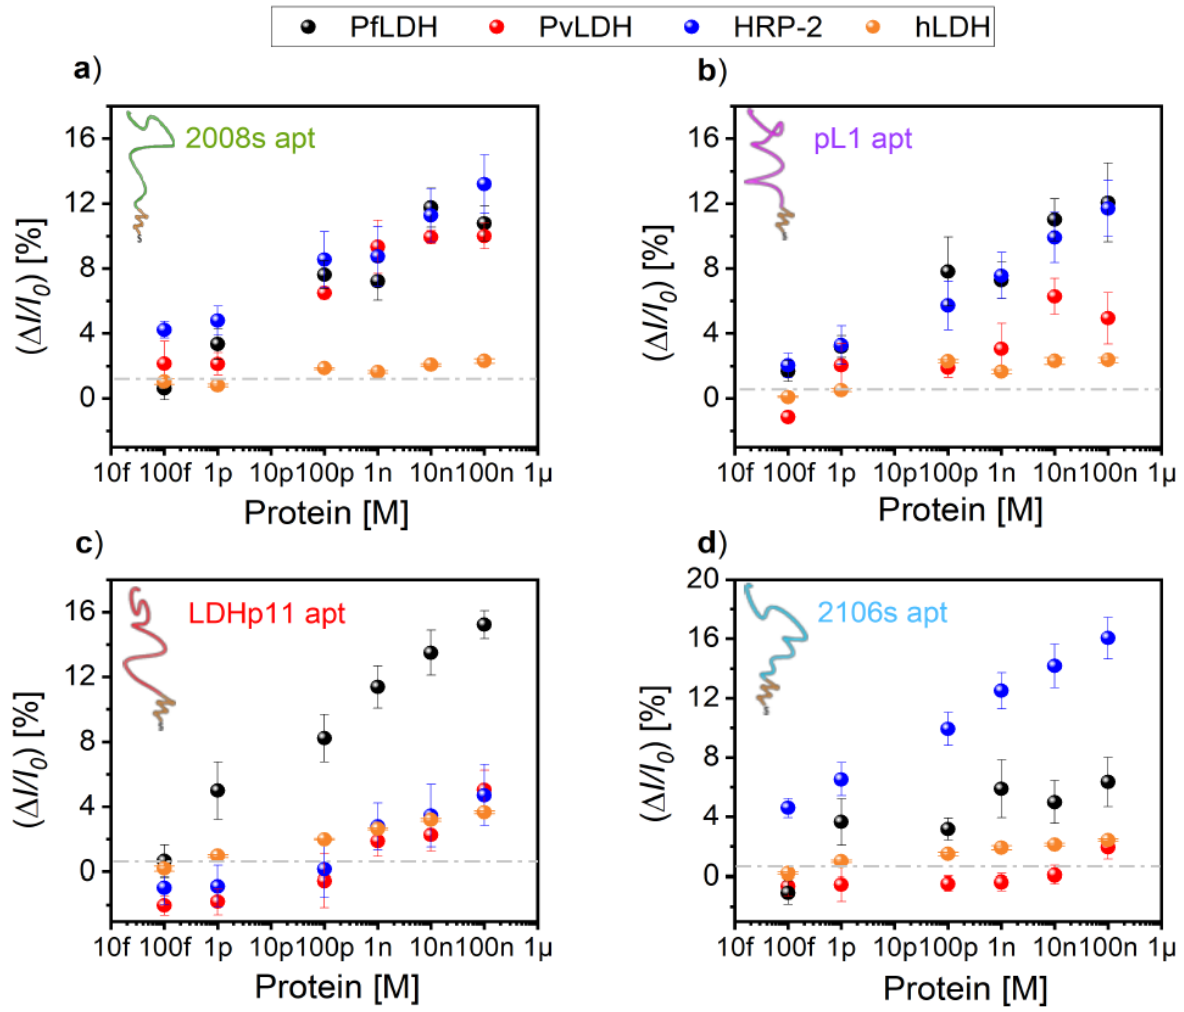 PfLDH PvLDH HRP-2 hLDH
a)
2008s apt
16
12
8
4
0
(ΔI/I0) [%]
10f 100f 1p 10p 100p 1n 10n 100n 1μ
Protein [M]
b)
pL1 apt
16
12
8
4
0
(ΔI/I0) [%]
10f 100f 1p 10p 100p 1n 10n 100n 1μ
Protein [M]
c)
LDHp11 apt
16
12
8
4
0
(ΔI/I0) [%]
10f 100f 1p 10p 100p 1n 10n 100n 1μ
Protein [M]
d)
2106s apt
20
16
12
8
4
0
(ΔI/I0) [%]
10f 100f 1p 10p 100p 1n 10n 100n 1μ
Protein [M]